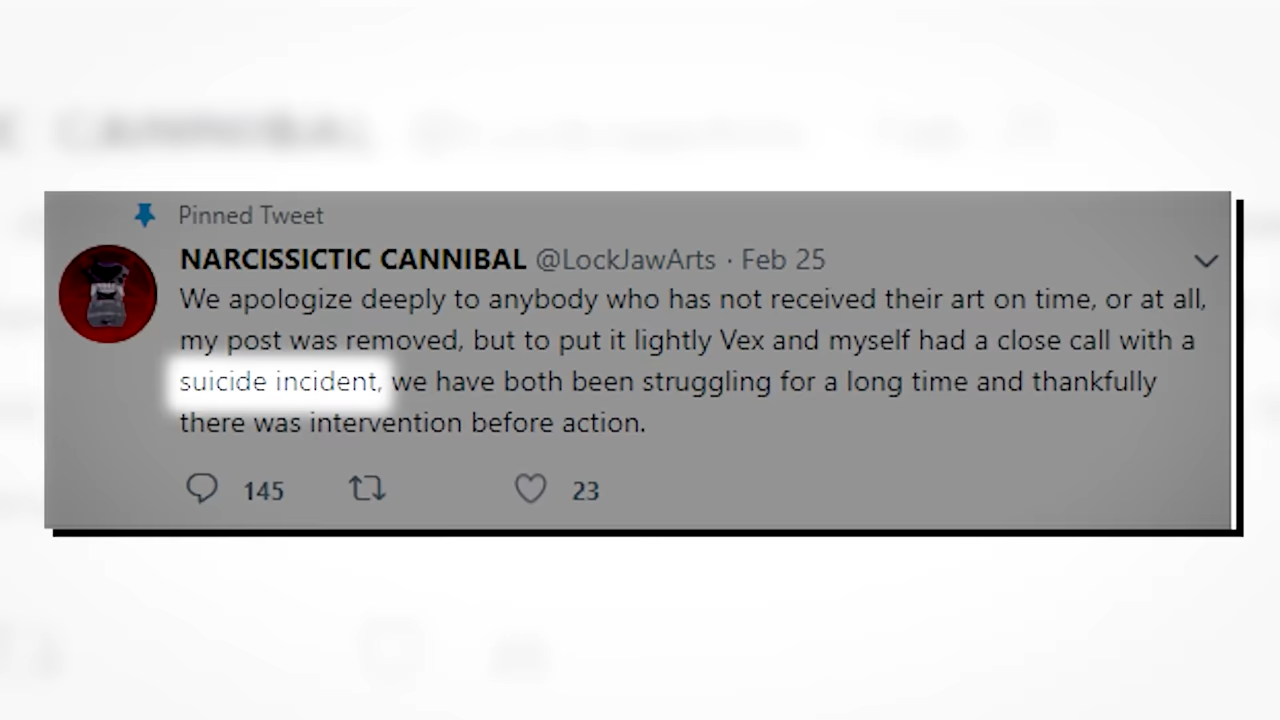 Pinned Tweet
NARCISSICTIC CANNIBAL @LockJawArts · Feb 25
We apologize deeply to anybody who has not received their art on time, or at all,
my post was removed, but to put it lightly Vex and myself had a close call with a
suicide incident, we have both been struggling for a long time and thankfully
there was intervention before action.
145 23